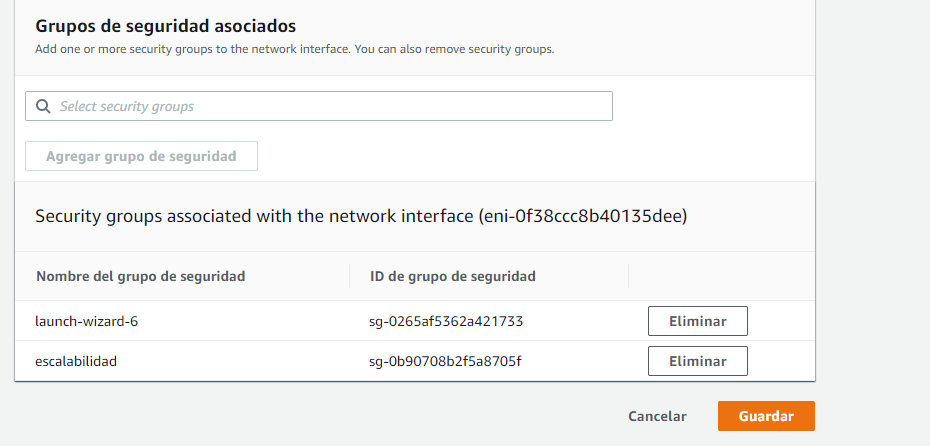 Grupos de seguridad asociados
Add one or more security groups to the network interface. You can also remove security groups.
Select security groups
Agregar grupo de seguridad
Security groups associated with the network interface (eni-0f38ccc8b40135dee)
Nombre del grupo de seguridad ID de grupo de seguridad
launch-wizard-6 sg-0265af5362a421733 Eliminar
escalabilidad sg-0b90708b2f5a8705f Eliminar
Cancelar Guardar